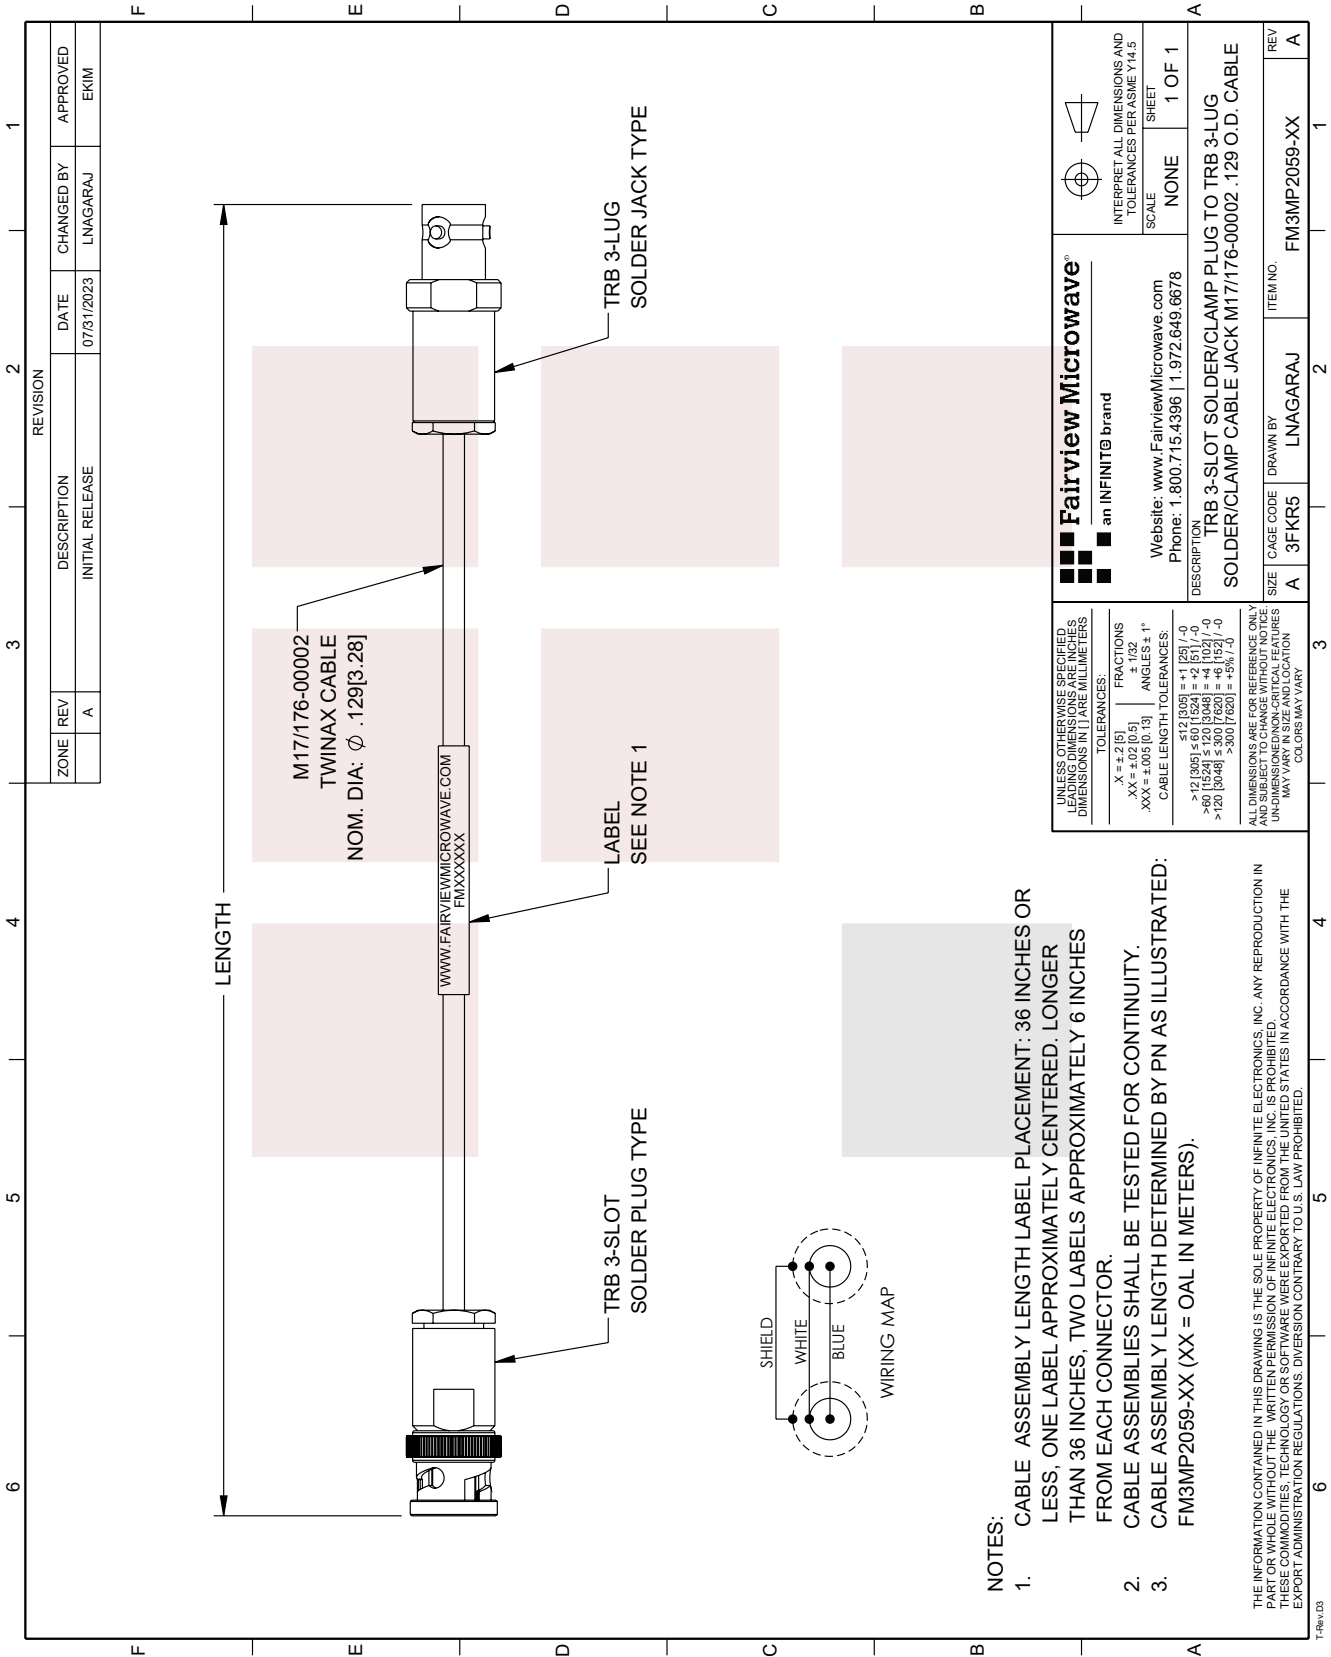 6 5 4 3 2 1
REVISION
ZONE REV DESCRIPTION DATE CHANGED BY APPROVED
A INITIAL RELEASE 07/31/2023 LNAGARAJ EKIM
F
E
D
C
B
A
F
E
D
C
B
A
LENGTH
M17/176-00002
TWINAX CABLE
NOM. DIA: ∅ .129[3.28]
WWW.FAIRVIEWMICROWAVE.COM
FMXXXXXX
TRB 3-SLOT
SOLDER PLUG TYPE
LABEL
SEE NOTE 1
TRB 3-LUG
SOLDER JACK TYPE
SHIELD
WHITE
BLUE
WIRING MAP
NOTES:
1. CABLE ASSEMBLY LENGTH LABEL PLACEMENT: 36 INCHES OR
LESS, ONE LABEL APPROXIMATELY CENTERED. LONGER
THAN 36 INCHES, TWO LABELS APPROXIMATELY 6 INCHES
FROM EACH CONNECTOR.
2. CABLE ASSEMBLIES SHALL BE TESTED FOR CONTINUITY.
3. CABLE ASSEMBLY LENGTH DETERMINED BY PN AS ILLUSTRATED:
FM3MP2059-XX (XX = OAL IN METERS).
THE INFORMATION CONTAINED IN THIS DRAWING IS THE SOLE PROPERTY OF INFINITE ELECTRONICS, INC. ANY REPRODUCTION IN
PART OR WHOLE WITHOUT THE WRITTEN PERMISSION OF INFINITE ELECTRONICS, INC. IS PROHIBITED.
THESE COMMODITIES, TECHNOLOGY OR SOFTWARE WERE EXPORTED FROM THE UNITED STATES IN ACCORDANCE WITH THE
EXPORT ADMINISTRATION REGULATIONS. DIVERSION CONTRARY TO U.S. LAW PROHIBITED.
UNLESS OTHERWISE SPECIFIED
LEADING DIMENSIONS ARE INCHES
DIMENSIONS IN [ ] ARE MILLIMETERS
TOLERANCES:
.X = ±.2 [5] FRACTIONS
.XX = ±.02 [0.5] ± 1/32
.XXX = ±.005 [0.13] ANGLES ± 1°
CABLE LENGTH TOLERANCES:
≤12 [305] = +1 [25] / -0
>12 [305] ≤ 60 [1524] = +2 [51] / -0
>60 [1524] ≤ 120 [3048] = +4 [102] / -0
>120 [3048] ≤ 300 [7620] = +6 [152] / -0
>300 [7620] = +5% / -0
ALL DIMENSIONS ARE FOR REFERENCE ONLY
AND SUBJECT TO CHANGE WITHOUT NOTICE.
UN-DIMENSIONED/NON-CRITICAL FEATURES
MAY VARY IN SIZE AND LOCATION
COLORS MAY VARY
Fairview Microwave®
an INFINIT@ brand
Website: www.FairviewMicrowave.com
Phone: 1.800.715.4396 | 1.972.649.6678
INTERPRET ALL DIMENSIONS AND
TOLERANCES PER ASME Y14.5
SCALE NONE
SHEET 1 OF 1
DESCRIPTION
TRB 3-SLOT SOLDER/CLAMP PLUG TO TRB 3-LUG
SOLDER/CLAMP CABLE JACK M17/176-00002 .129 O.D. CABLE
SIZE A
CAGE CODE 3FKR5
DRAWN BY LNAGARAJ
ITEM NO. FM3MP2059-XX
REV A
6 5 4 3 2 1
T-Rev.D3